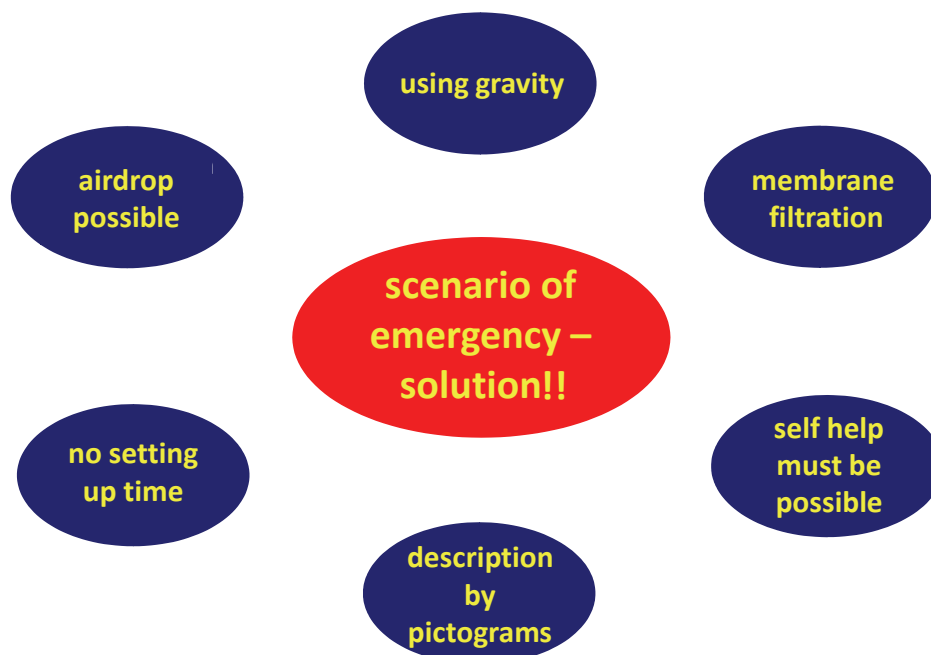 using gravity
airdrop
possible
membrane
filtration
scenario of
emergency –
solution!!
no setting
up time
self help
must be
possible
description
by
pictograms